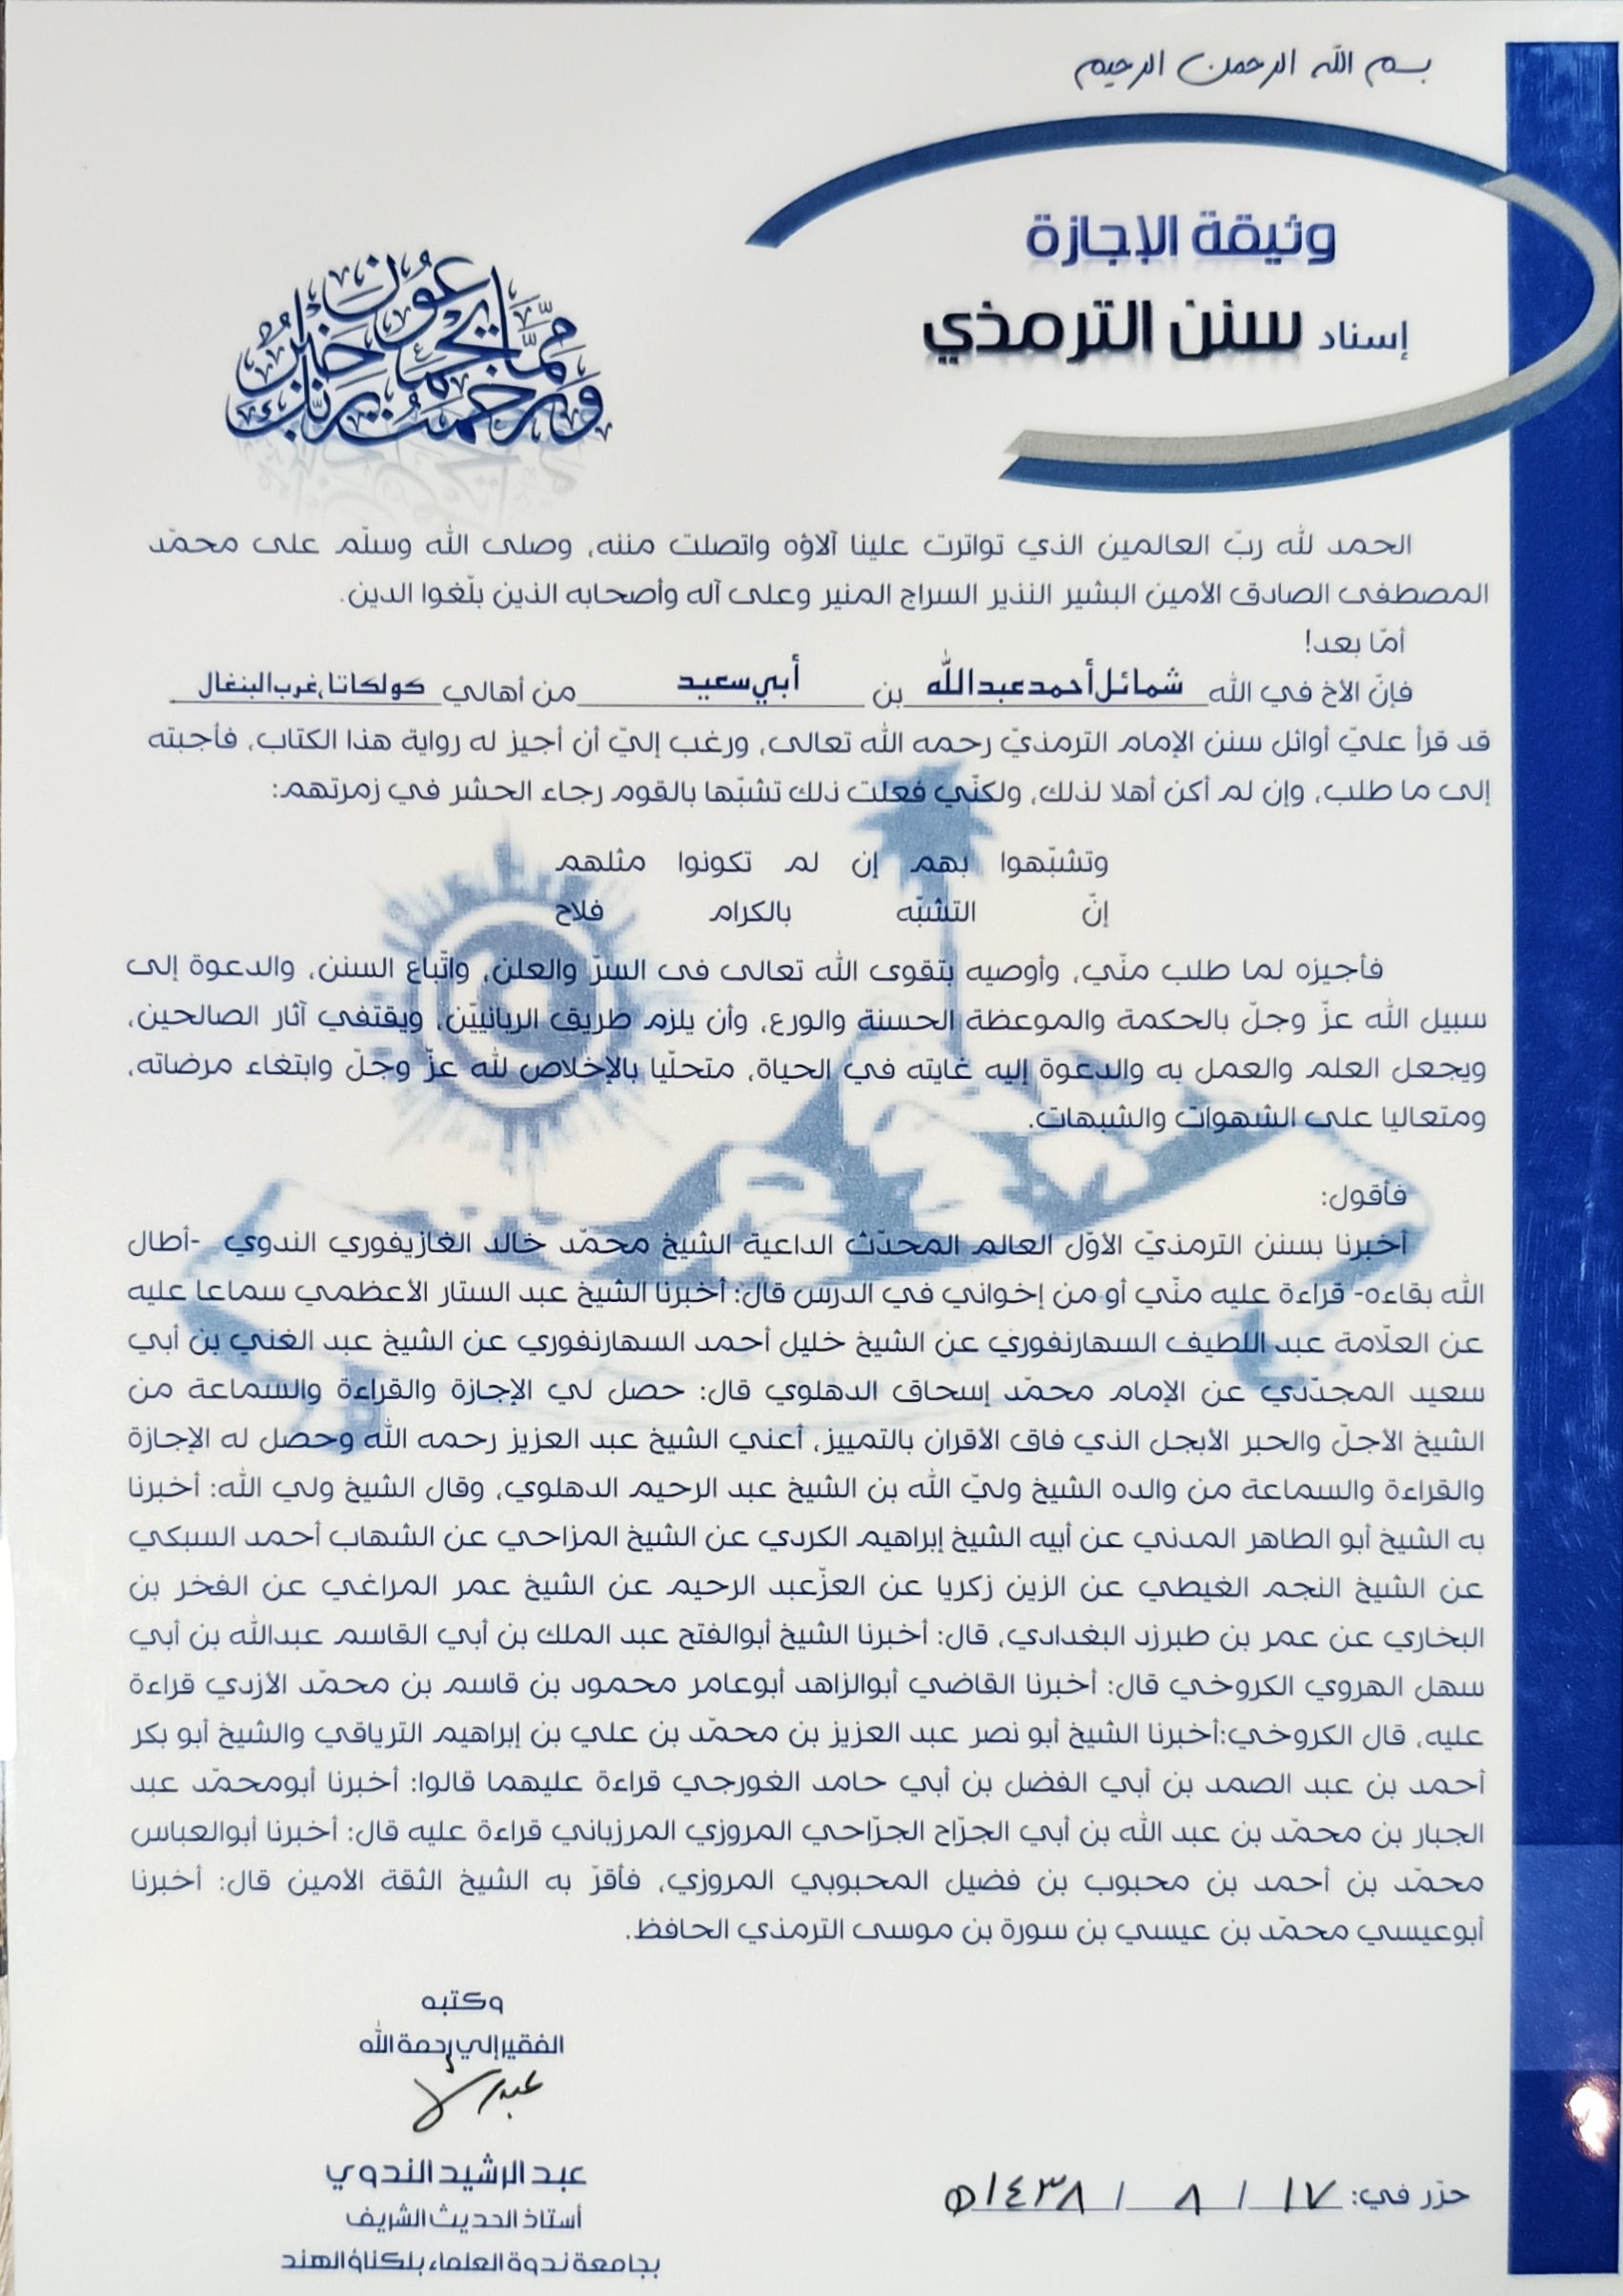 بسم الله الرحمن الرحيم
وثيقة الإجازة
إسناد سنن الترمذي
ورحمت ربك خير مما يجمعون
الحمد لله ربّ العالمين الذي تواترت علينا آلاؤه واتصلت مننه، وصلى الله وسلّم على محمّد
المصطفى الصادق الأمين البشير النذير السراج المنير وعلى آله وأصحابه الذين بلّغوا الدين.
أمّا بعد!
فإنّ الأخ في الله شمائل أحمد عبد الله بن أبي سعيد من أهالي كولكاتا، غرب البنغال
قد قرأ عليّ أوائل سنن الإمام الترمذيّ رحمه الله تعالى، ورغب إليّ أن أجيز له رواية هذا الكتاب، فأجبته
إلى ما طلب، وإن لم أكن أهلا لذلك، ولكنّي فعلت ذلك تشبّها بالقوم رجاء الحشر في زمرتهم:
وتشبّهوا بهم إن لم تكونوا مثلهم
إنّ التشبّه بالكرام فلاح
فأجيزه لما طلب منّي، وأوصيه بتقوى الله تعالى فى السرّ والعلن، واتّباع السنن، والدعوة إلى
سبيل الله عزّ وجلّ بالحكمة والموعظة الحسنة والورع، وأن يلزم طريق الربانييّن، ويقتفي آثار الصالحين،
ويجعل العلم والعمل به والدعوة إليه غايته في الحياة، متحلّيا بالإخلاص لله عزّ وجلّ وابتغاء مرضاته،
ومتعاليا على الشهوات والشبهات.
فأقول:
أخبرنا بسنن الترمذيّ الأوّل العالم المحدّث الداعية الشيخ محمّد خالد الغازيفوري الندوي -أطال
الله بقاءه- قراءة عليه منّي أو من إخواني في الدرس قال: أخبرنا الشيخ عبد الستار الأعظمي سماعا عليه
عن العلّامة عبد اللطيف السهارنفوري عن الشيخ خليل أحمد السهارنفوري عن الشيخ عبد الغني بن أبي
سعيد المجدّدي عن الإمام محمّد إسحاق الدهلوي قال: حصل لي الإجازة والقراءة والسماعة من
الشيخ الأجلّ والحبر الأبجل الذي فاق الأقران بالتمييز، أعني الشيخ عبد العزيز رحمه الله وحصل له الإجازة
والقراءة والسماعة من والده الشيخ وليّ الله بن الشيخ عبد الرحيم الدهلوي، وقال الشيخ ولي الله: أخبرنا
به الشيخ أبو الطاهر المدني عن أبيه الشيخ إبراهيم الكردي عن الشيخ المزاحي عن الشهاب أحمد السبكي
عن الشيخ النجم الغيطي عن الزين زكريا عن العزّعبد الرحيم عن الشيخ عمر المراغي عن الفخر بن
البخاري عن عمر بن طبرزد البغدادي، قال: أخبرنا الشيخ أبوالفتح عبد الملك بن أبي القاسم عبدالله بن أبي
سهل الهروي الكروخي قال: أخبرنا القاضي أبوالزاهد أبوعامر محمود بن قاسم بن محمّد الأزدي قراءة
عليه، قال الكروخي:أخبرنا الشيخ أبو نصر عبد العزيز بن محمّد بن علي بن إبراهيم الترياقي والشيخ أبو بكر
أحمد بن عبد الصمد بن أبي الفضل بن أبي حامد الغورجي قراءة عليهما قالوا: أخبرنا أبومحمّد عبد
الجبار بن محمّد بن عبد الله بن أبي الجرّاح الجرّاحي المروزي المرزباني قراءة عليه قال: أخبرنا أبوالعباس
محمّد بن أحمد بن محبوب بن فضيل المحبوبي المروزي، فأقرّ به الشيخ الثقة الأمين قال: أخبرنا
أبوعيسي محمّد بن عيسي بن سورة بن موسى الترمذي الحافظ.
وكتبه
الفقير إلى رحمة الله
عبد الرشيد الندوي
أستاذ الحديث الشريف
بجامعة ندوة العلماء بلكناؤ الهند
حرّر في: ١٧ / ٨ / ١٤٣٨ه